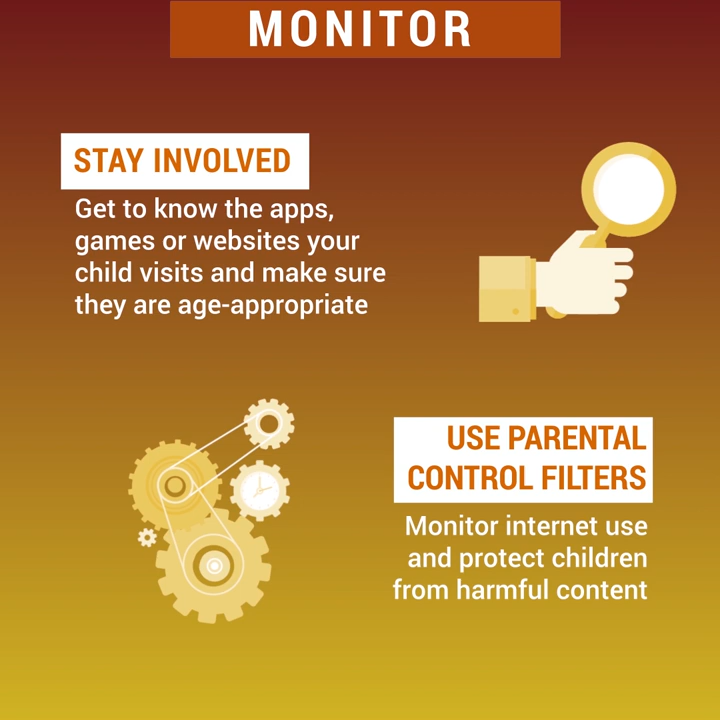 MONITOR
STAY INVOLVED
Get to know the apps,
games or websites your
child visits and make sure
they are age-appropriate
USE PARENTAL
CONTROL FILTERS
Monitor internet use
and protect children
from harmful content